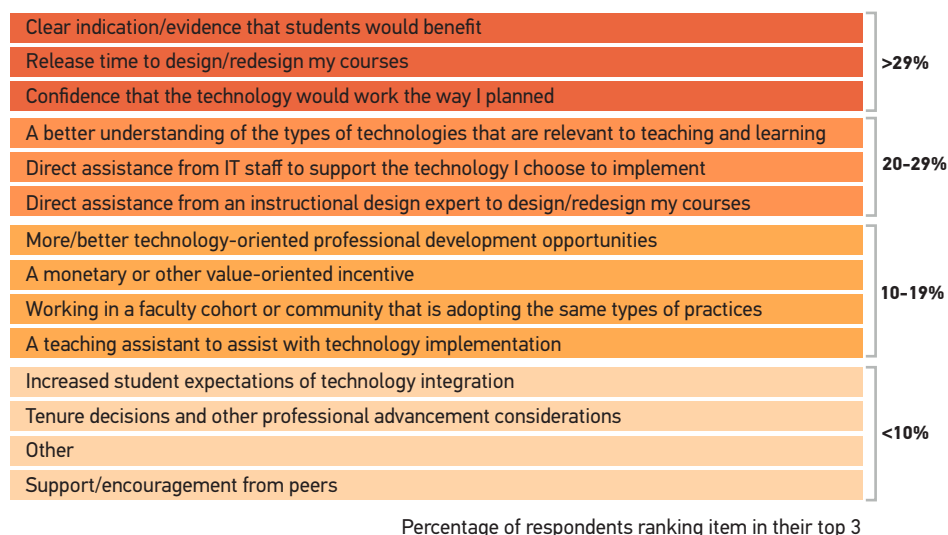 Clear indication/evidence that students would benefit
Release time to design/redesign my courses
Confidence that the technology would work the way I planned
>29%
A better understanding of the types of technologies that are relevant to teaching and learning
Direct assistance from IT staff to support the technology I choose to implement
Direct assistance from an instructional design expert to design/redesign my courses
20-29%
More/better technology-oriented professional development opportunities
A monetary or other value-oriented incentive
Working in a faculty cohort or community that is adopting the same types of practices
A teaching assistant to assist with technology implementation
10-19%
Increased student expectations of technology integration
Tenure decisions and other professional advancement considerations
Other
Support/encouragement from peers
<10%
Percentage of respondents ranking item in their top 3